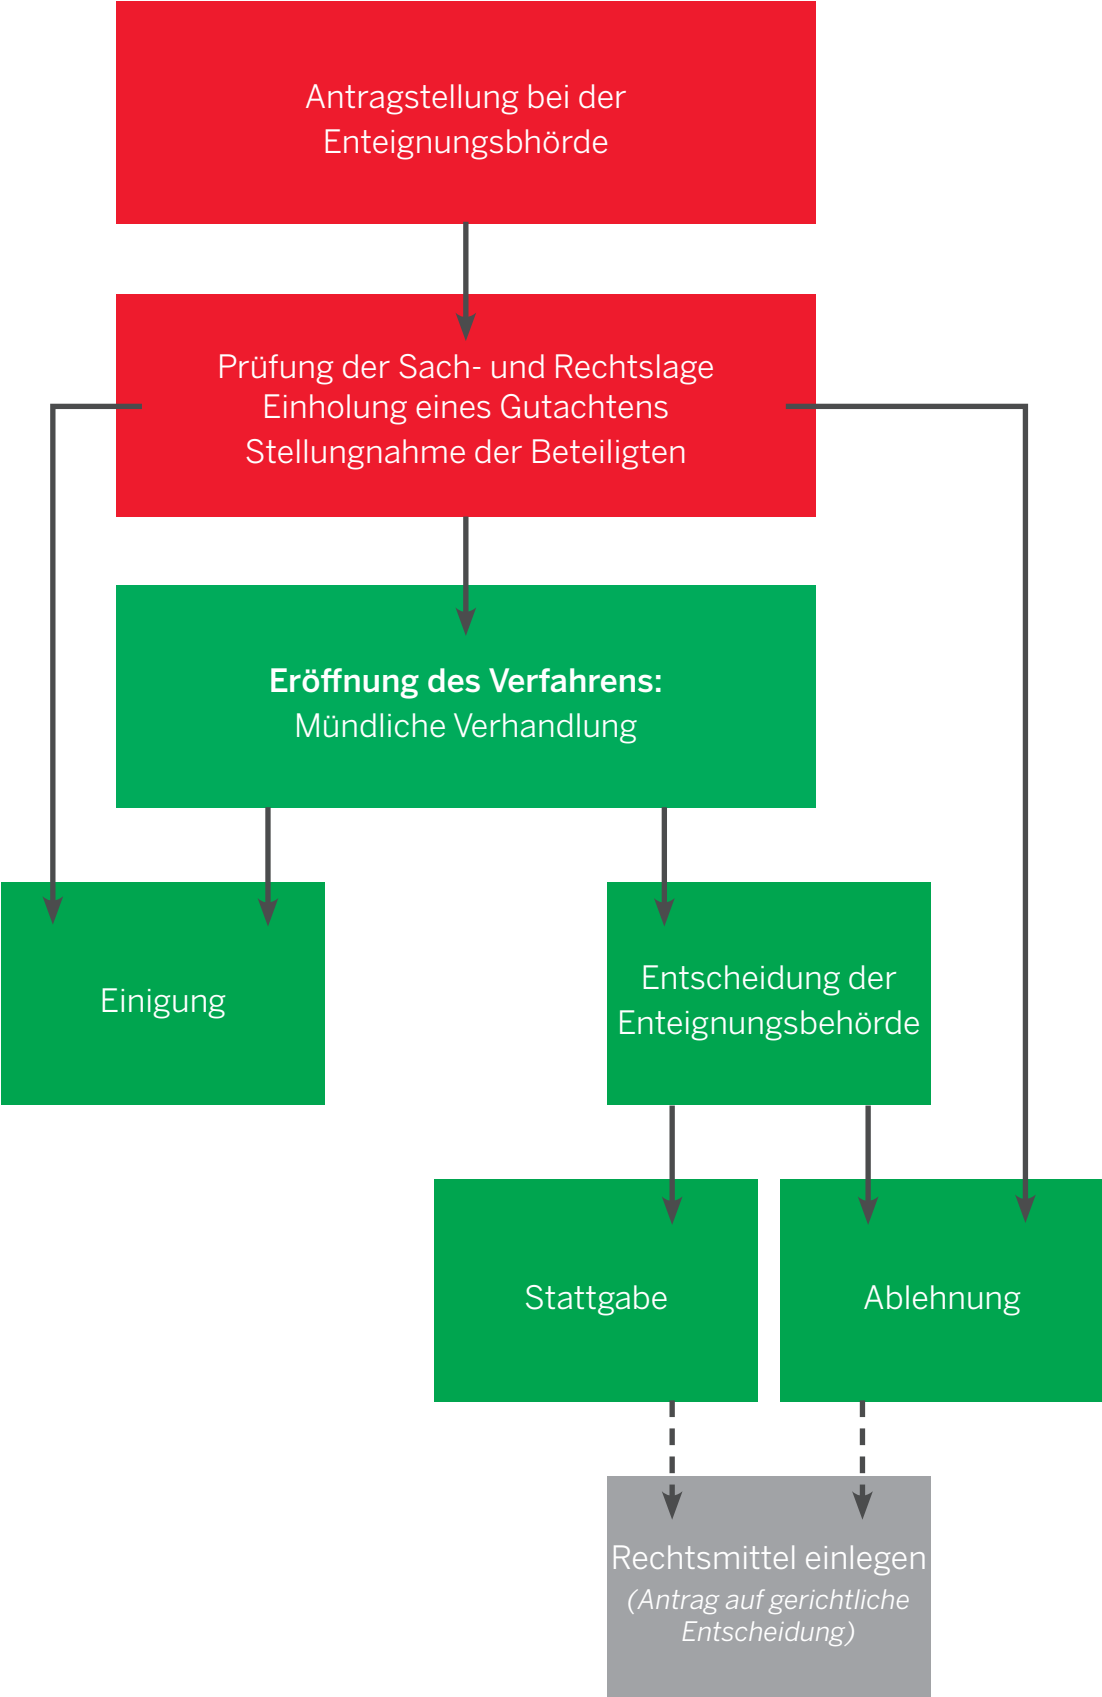 Antragstellung bei der
Enteignungsbhörde
Prüfung der Sach- und Rechtslage
Einholung eines Gutachtens
Stellungnahme der Beteiligten
Eröffnung des Verfahrens:
Mündliche Verhandlung
Einigung
Entscheidung der
Enteignungsbehörde
Stattgabe
Ablehnung
Rechtsmittel einlegen
(Antrag auf gerichtliche
Entscheidung)